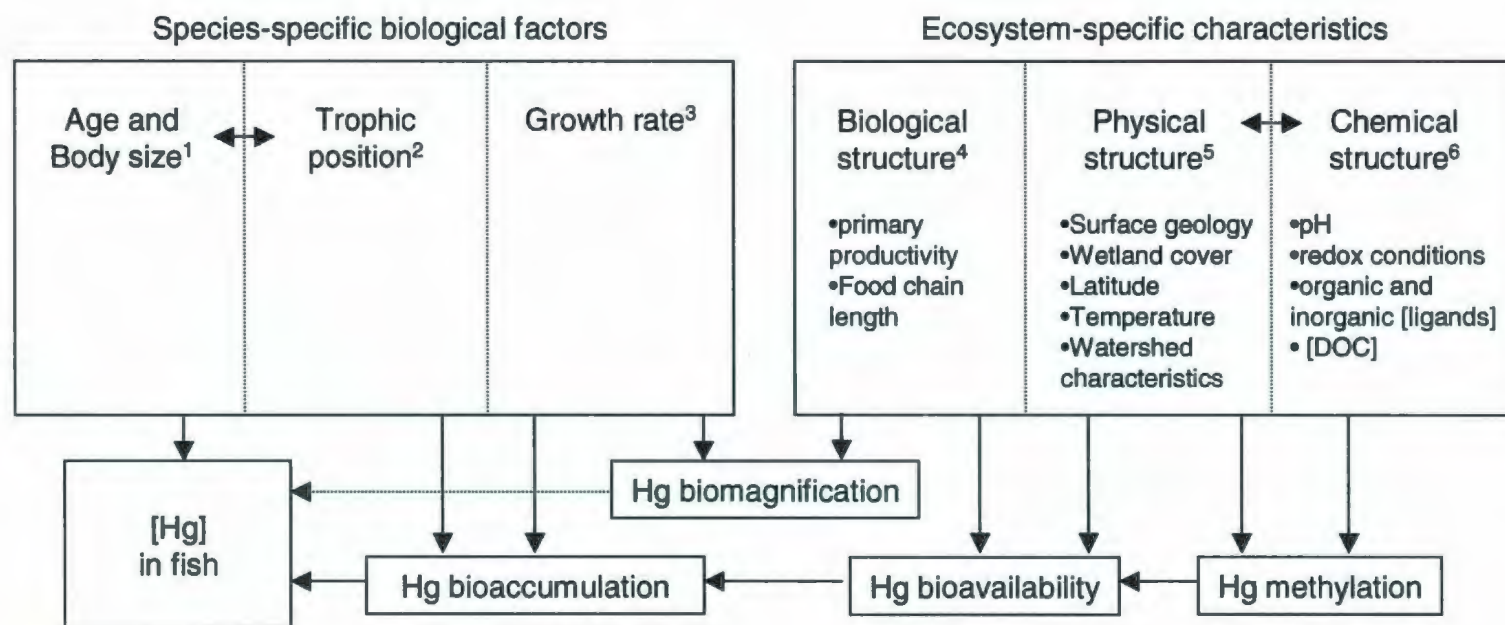 Species-specific biological factors
Ecosystem-specific characteristics
Age and
Body size¹
Trophic
position²
Growth rate³
Biological
structure⁴
•primary
productivity
•Food chain
length
Physical
structure⁵
•Surface geology
•Wetland cover
•Latitude
•Temperature
•Watershed
characteristics
Chemical
structure⁶
•pH
•redox conditions
•organic and
inorganic [ligands]
• [DOC]
Hg biomagnification
[Hg]
in fish
Hg bioaccumulation
Hg bioavailability
Hg methylation